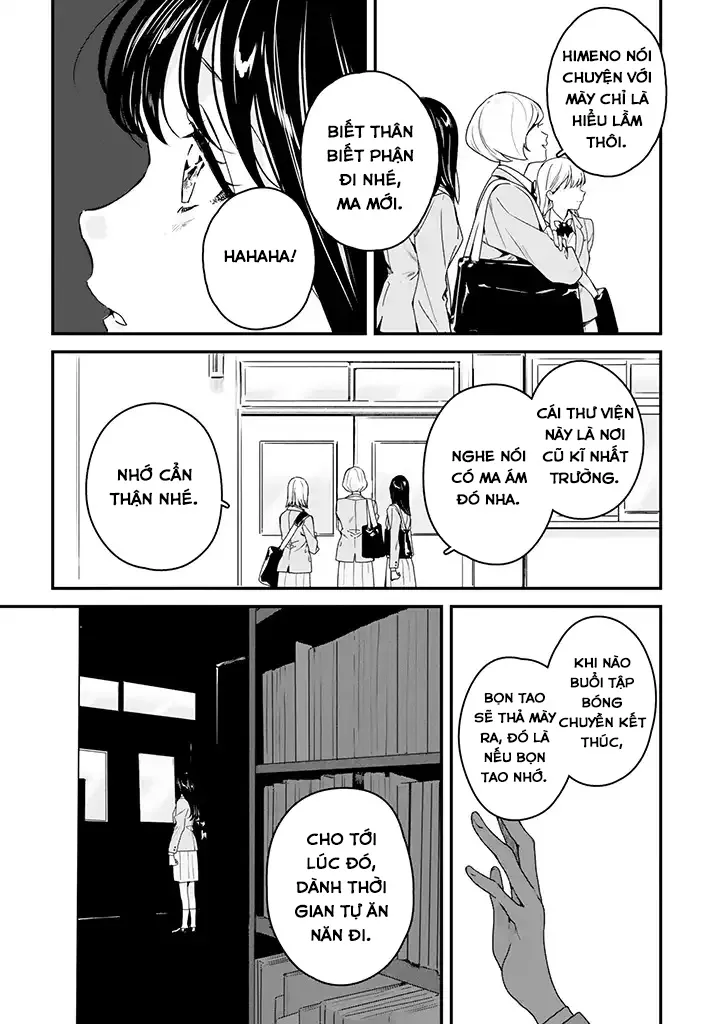 HIMENO NÓI
CHUYỆN VỚI
MÀY CHỈ LÀ
HIỂU LẦM
THÔI.
BIẾT THÂN
BIẾT PHẬN
ĐI NHÉ,
MA MỚI.
HAHAHA!
CÁI THƯ VIỆN
NÀY LÀ NƠI
CŨ KĨ NHẤT
TRƯỜNG.
NGHE NÓI
CÓ MA ÁM
ĐÓ NHA.
NHỚ CẨN
THẬN NHÉ.
KHI NÀO
BUỔI TẬP
BÓNG
CHUYỀN KẾT
THÚC,
BỌN TAO
SẼ THẢ MÀY
RA, ĐÓ LÀ
NẾU BỌN
TAO NHỚ.
CHO TỚI
LÚC ĐÓ,
DÀNH THỜI
GIAN TỰ ĂN
NĂN ĐI.